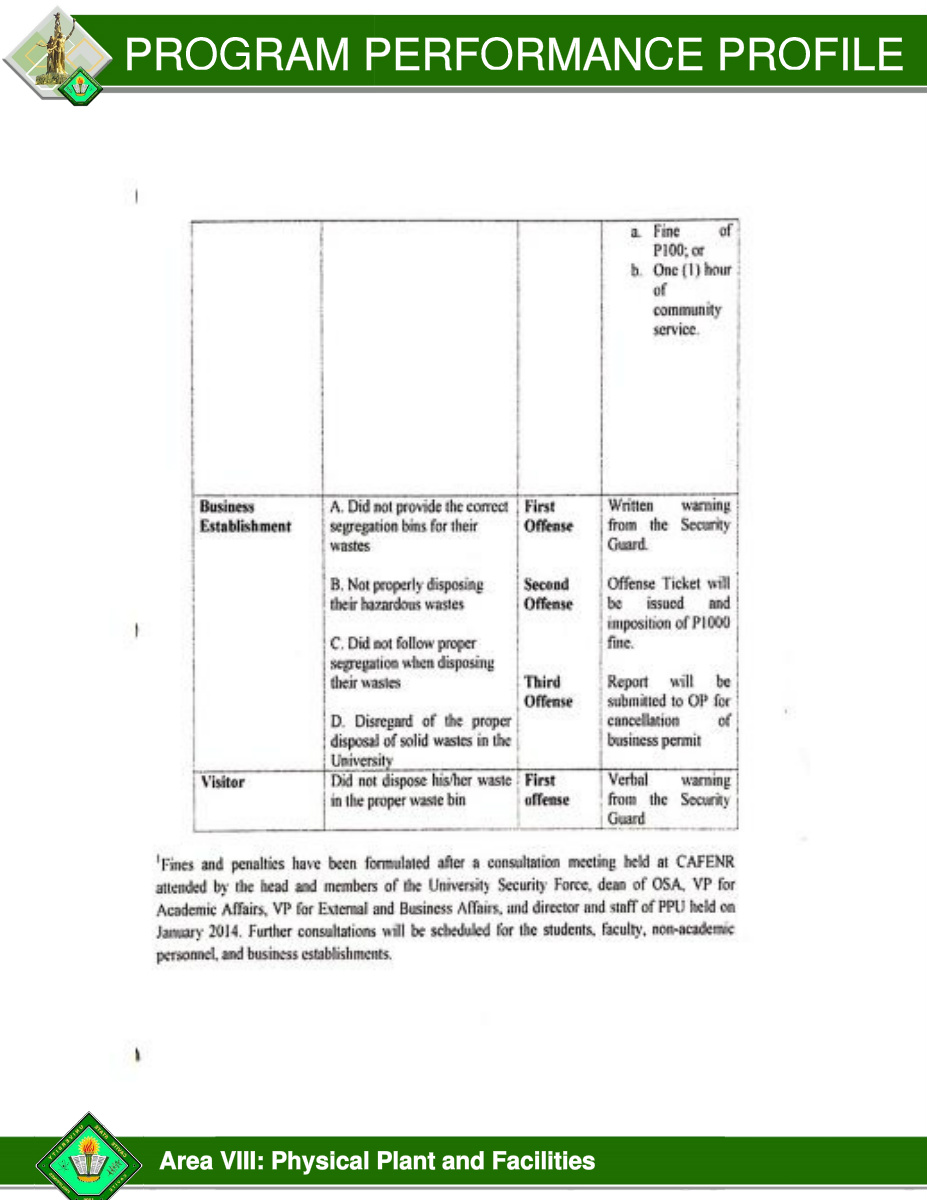 PROGRAM PERFORMANCE PROFILE
a. Fine of
P100; or
b. One (1) hour
of
community
service.
Business
Establishment
A. Did not provide the correct
segregation bins for their
wastes
B. Not properly disposing
their hazardous wastes
C. Did not follow proper
segregation when disposing
their wastes
D. Disregard of the proper
disposal of solid wastes in the
University
First
Offense
Second
Offense
Third
Offense
Written warning
from the Security
Guard.
Offense Ticket will
be issued and
imposition of P1000
fine.
Report will be
submitted to OP for
cancellation of
business permit
Visitor
Did not dispose his/her waste
in the proper waste bin
First
offense
Verbal warning
from the Security
Guard
1Fines and penalties have been formulated after a consultation meeting held at CAFENR
attended by the head and members of the University Security Force, dean of OSA, VP for
Academic Affairs, VP for External and Business Affairs, and director and staff of PPU held on
January 2014. Further consultations will be scheduled for the students, faculty, non-academic
personnel, and business establishments.
Area VIII: Physical Plant and Facilities